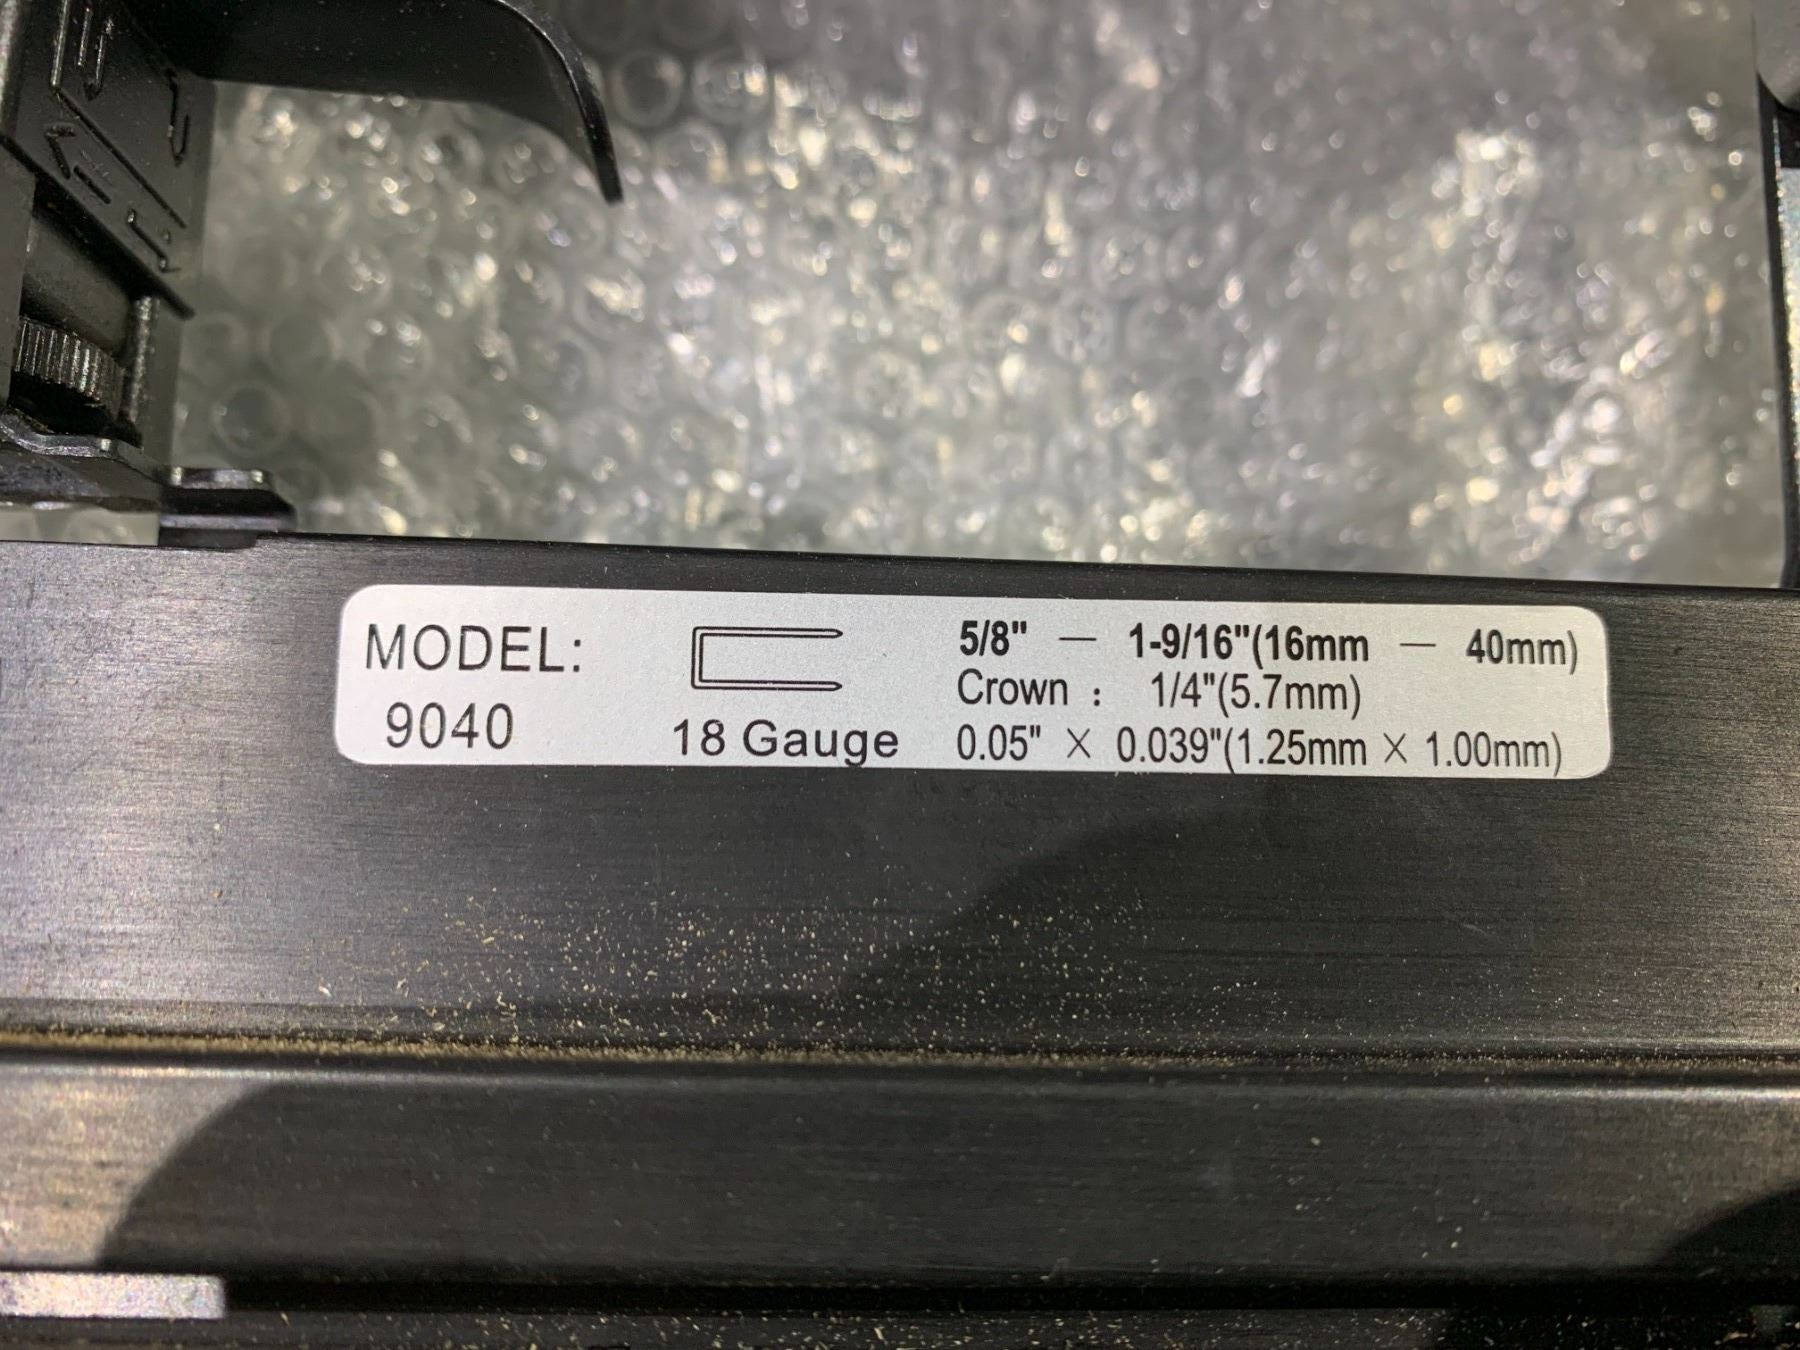 MODEL:
9040
18 Gauge
5/8" — 1-9/16"(16mm — 40mm)
Crown : 1/4"(5.7mm)
0.05" × 0.039"(1.25mm × 1.00mm)